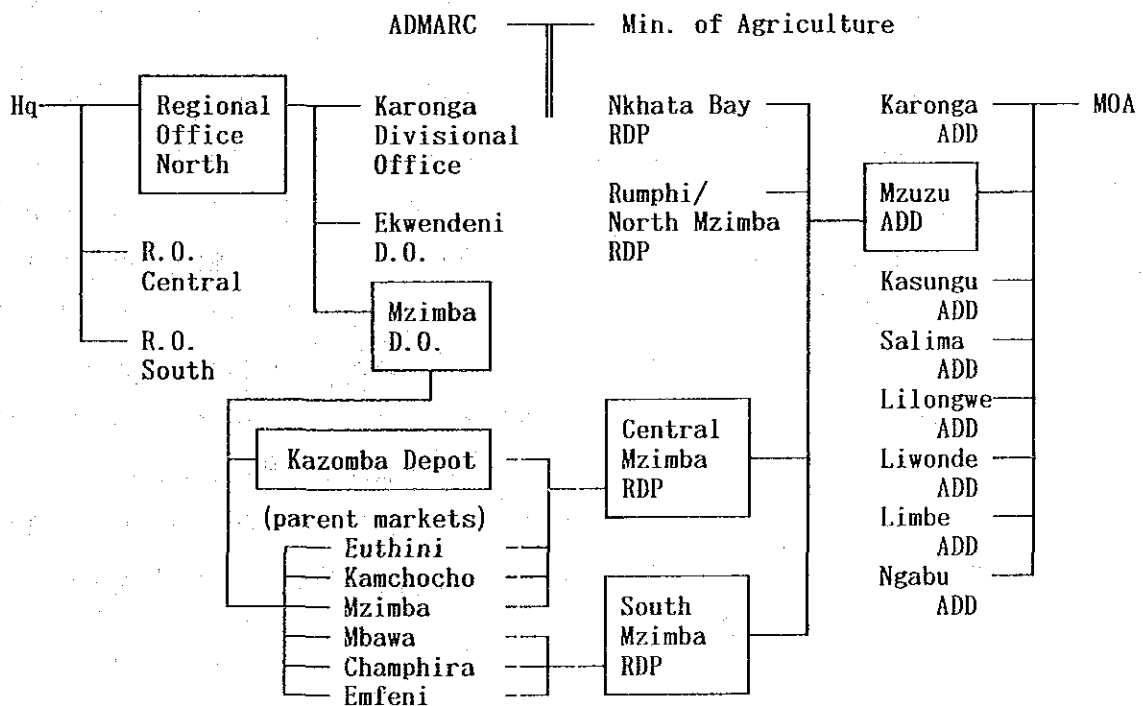 ADMARC
Min. of Agriculture
Hq
Regional
Office
North
R.O.
Central
R.O.
South
Karonga
Divisional
Office
Ekwendeni
D.O.
Mzimba
D.O.
Kazomba Depot
(parent markets)
Euthini
Kamchocho
Mzimba
Mbawa
Champhira
Emfeni
Nkhata Bay
RDP
Rumphi/
North Mzimba
RDP
Central
Mzimba
RDP
South
Mzimba
RDP
Karonga
ADD
Mzuzu
ADD
Kasungu
ADD
Salima
ADD
Lilongwe
ADD
Liwonde
ADD
Limbe
ADD
Ngabu
ADD
MOA